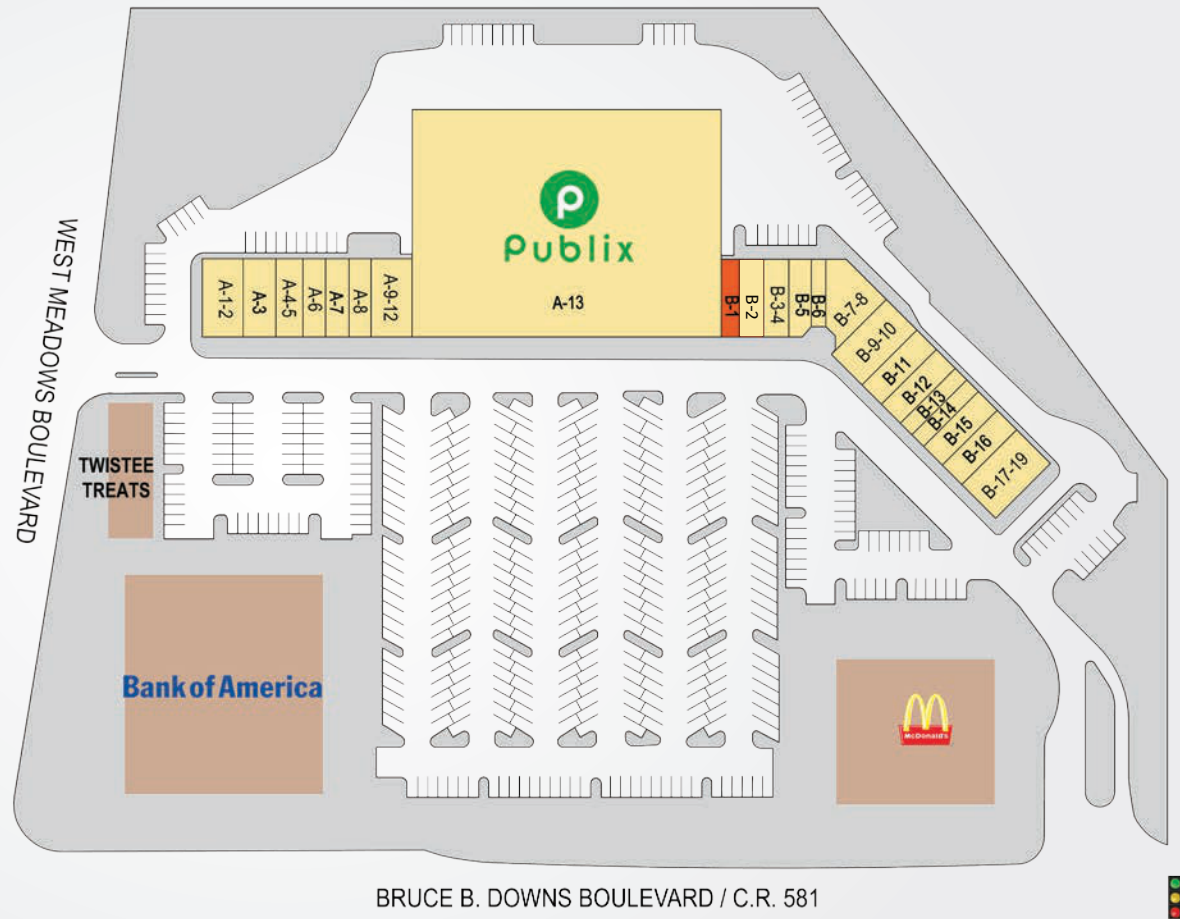 P
Publix
WEST MEADOWS BOULEVARD
A-1-2
A-3
A-4-5
A-6
A-7
A-8
A-9-12
A-13
B-1
B-2
B-3-4
B-5
B-6
B-7-8
B-9-10
B-11
B-12
B-13
B-14
B-15
B-16
B-17-19
TWISTEE
TREATS
Bank of America
McDonald's
BRUCE B. DOWNS BOULEVARD / C.R. 581